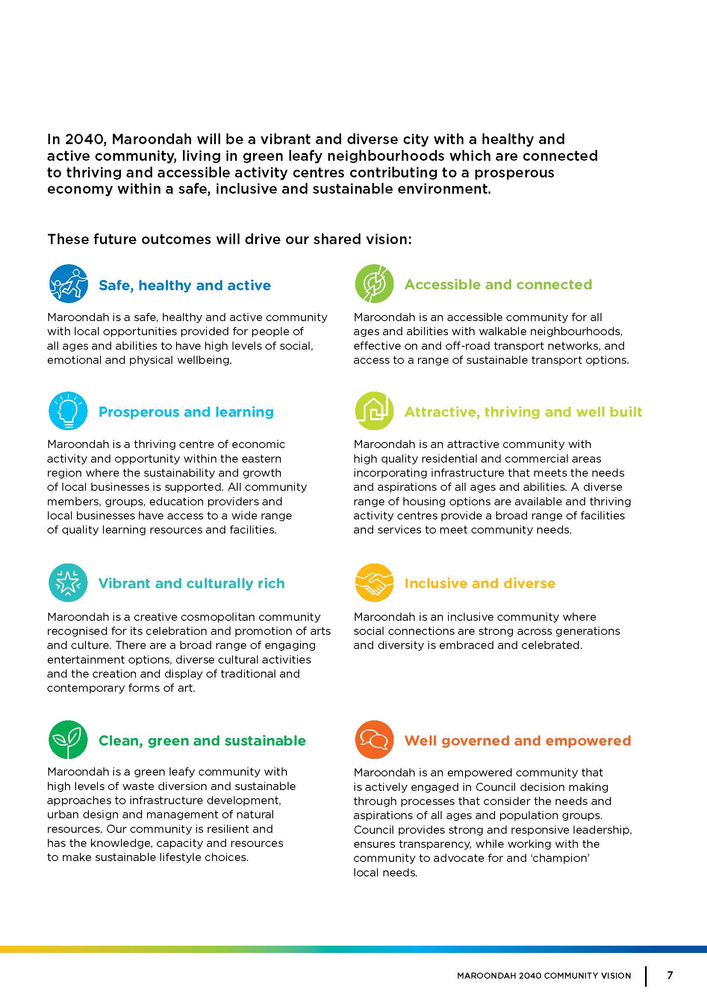 In 2040, Maroondah will be a vibrant and diverse city with a healthy and
active community, living in green leafy neighbourhoods which are connected
to thriving and accessible activity centres contributing to a prosperous
economy within a safe, inclusive and sustainable environment.
These future outcomes will drive our shared vision:
Safe, healthy and active
Maroondah is a safe, healthy and active community
with local opportunities provided for people of
all ages and abilities to have high levels of social,
emotional and physical wellbeing.
Prosperous and learning
Maroondah is a thriving centre of economic
activity and opportunity within the eastern
region where the sustainability and growth
of local businesses is supported. All community
members, groups, education providers and
local businesses have access to a wide range
of quality learning resources and facilities.
Vibrant and culturally rich
Maroondah is a creative cosmopolitan community
recognised for its celebration and promotion of arts
and culture. There are a broad range of engaging
entertainment options, diverse cultural activities
and the creation and display of traditional and
contemporary forms of art.
Clean, green and sustainable
Maroondah is a green leafy community with
high levels of waste diversion and sustainable
approaches to infrastructure development,
urban design and management of natural
resources. Our community is resilient and
has the knowledge, capacity and resources
to make sustainable lifestyle choices.
Accessible and connected
Maroondah is an accessible community for all
ages and abilities with walkable neighbourhoods,
effective on and off-road transport networks, and
access to a range of sustainable transport options.
Attractive, thriving and well built
Maroondah is an attractive community with
high quality residential and commercial areas
incorporating infrastructure that meets the needs
and aspirations of all ages and abilities. A diverse
range of housing options are available and thriving
activity centres provide a broad range of facilities
and services to meet community needs.
Inclusive and diverse
Maroondah is an inclusive community where
social connections are strong across generations
and diversity is embraced and celebrated.
Well governed and empowered
Maroondah is an empowered community that
is actively engaged in Council decision making
through processes that consider the needs and
aspirations of all ages and population groups.
Council provides strong and responsive leadership,
ensures transparency, while working with the
community to advocate for and ‘champion’
local needs.
MAROONDAH 2040 COMMUNITY VISION 7